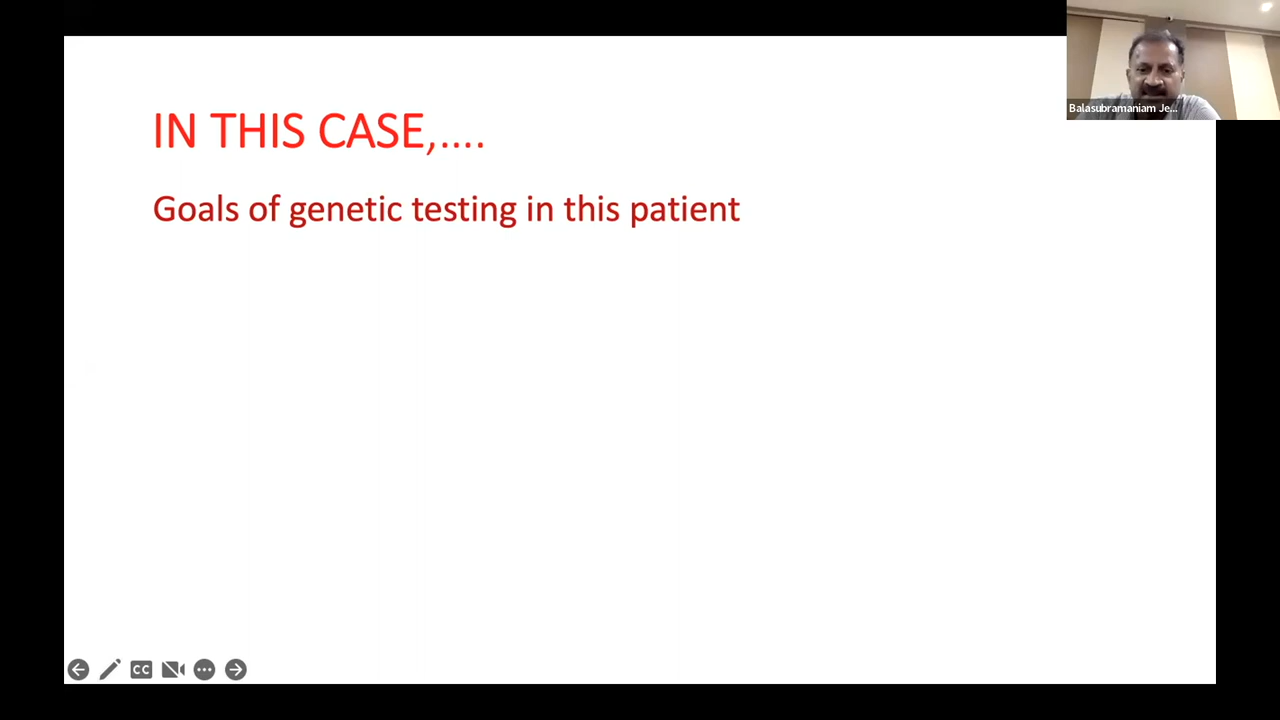 IN THIS CASE,....
Goals of genetic testing in this patient
Balasubramaniam Je...
CC